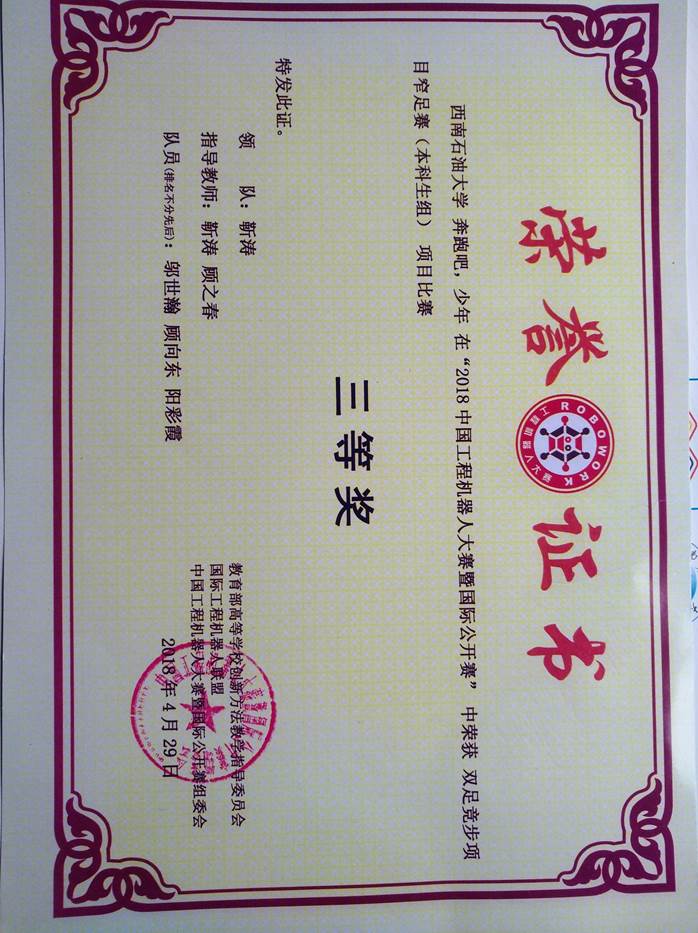 荣誉证书
ROBOWORK
西南石油大学 奔跑吧，少年 在“2018中国工程机器人大赛暨国际公开赛” 中荣获 双足竞步项
目窄足赛（本科生组） 项目比赛
三等奖
特发此证。
领 队：靳涛
指导教师：靳涛 顾之春
队员(排名不分先后)：邬世瀚 顾向东 阳彩霞
教育部高等学校创新方法教学指导委员会
国际工程机器人联盟
中国工程机器人大赛暨国际公开赛组委会
2018 年 4 月 29 日